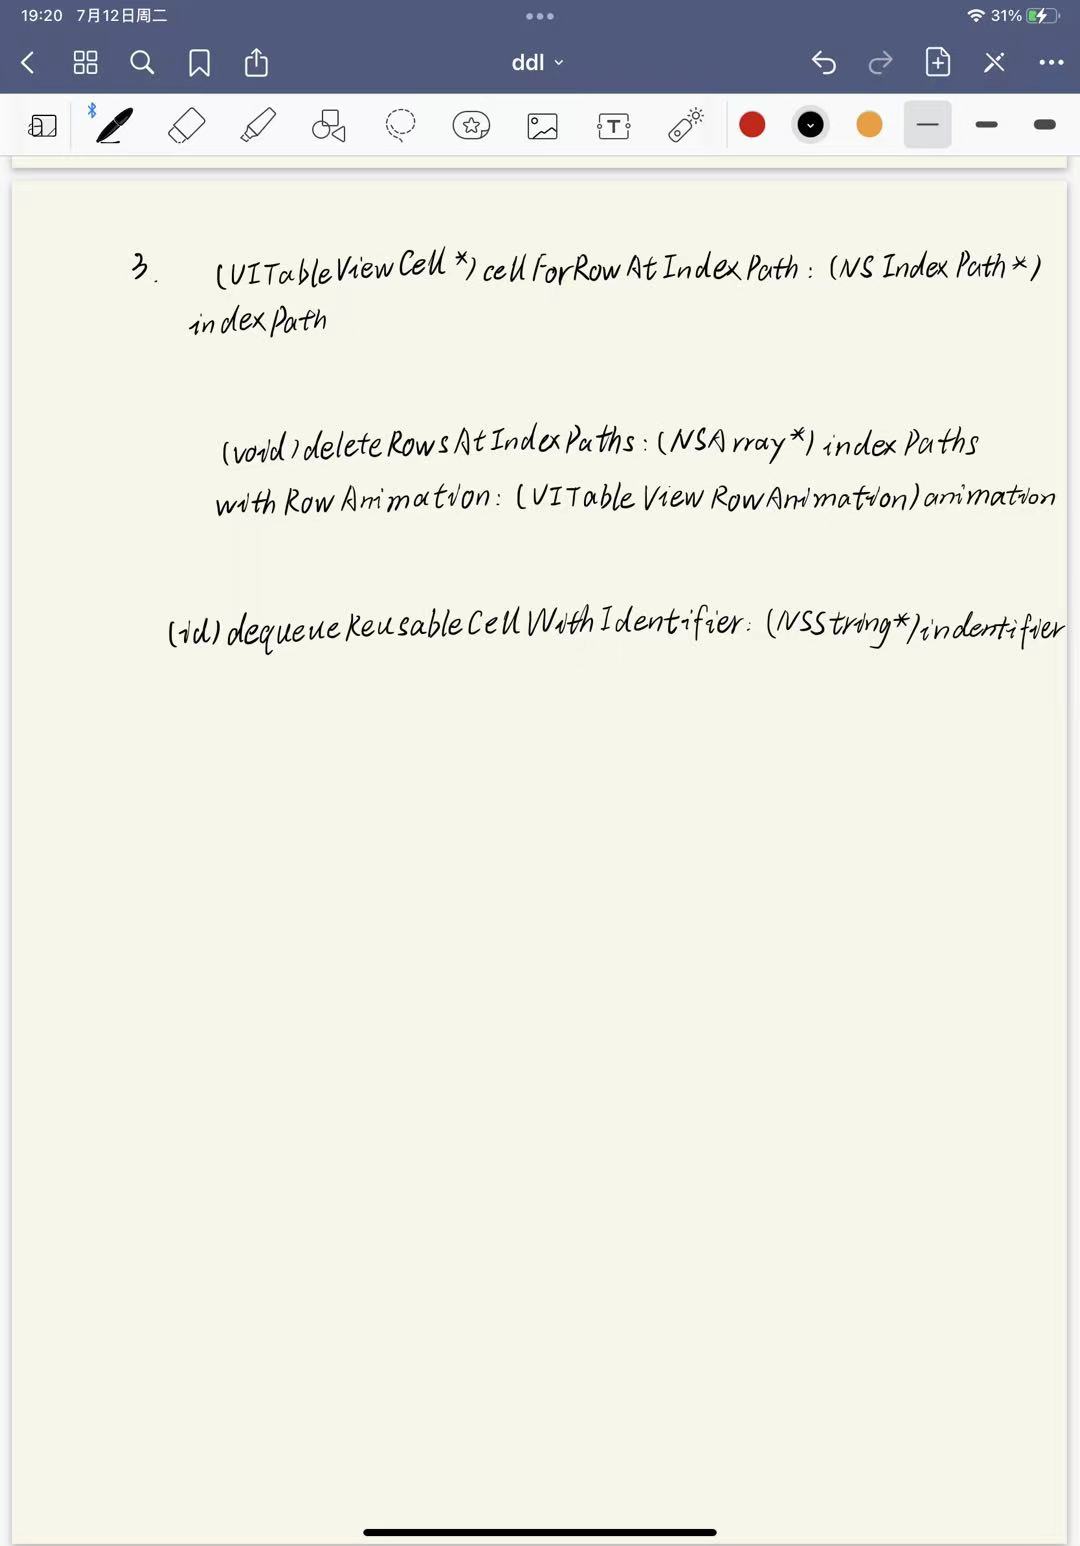 19:20 7月12日周二
31%
ddl
T
3. (UITableViewCell *) cellForRowAtIndexPath : (NSIndexPath *)
indexPath
(void) deleteRowsAtIndexPaths : (NSArray *) indexPaths
withRowAnimation : (UITableViewRowAnimation) animation
(id) dequeueReusableCellWithIdentifier : (NSString *) indentifier